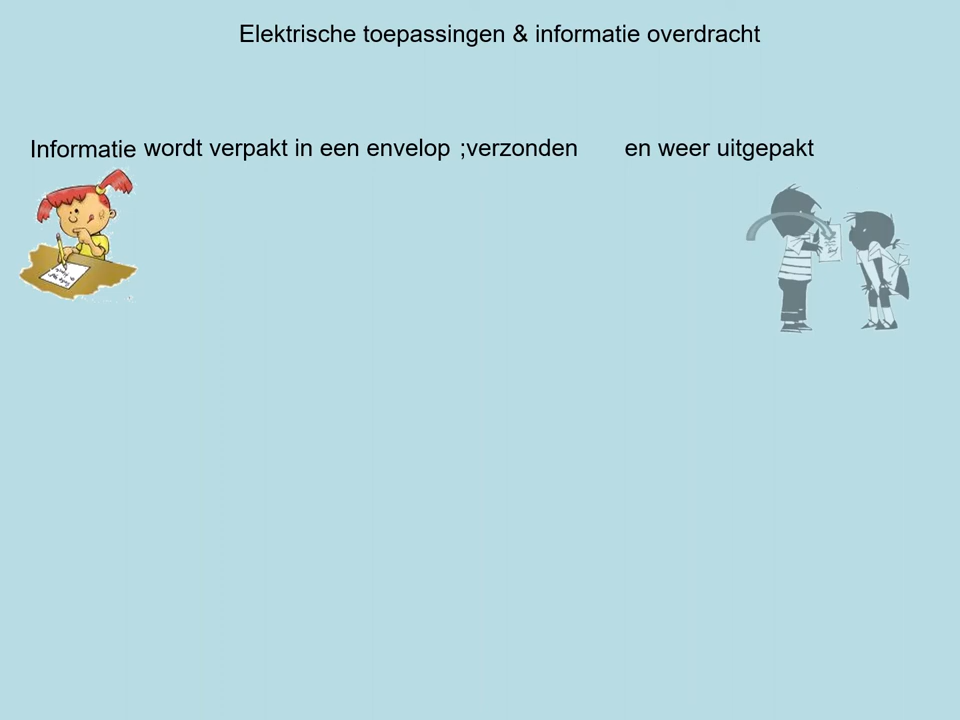 Elektrische toepassingen & informatie overdracht
Informatie wordt verpakt in een envelop ;verzonden en weer uitgepakt